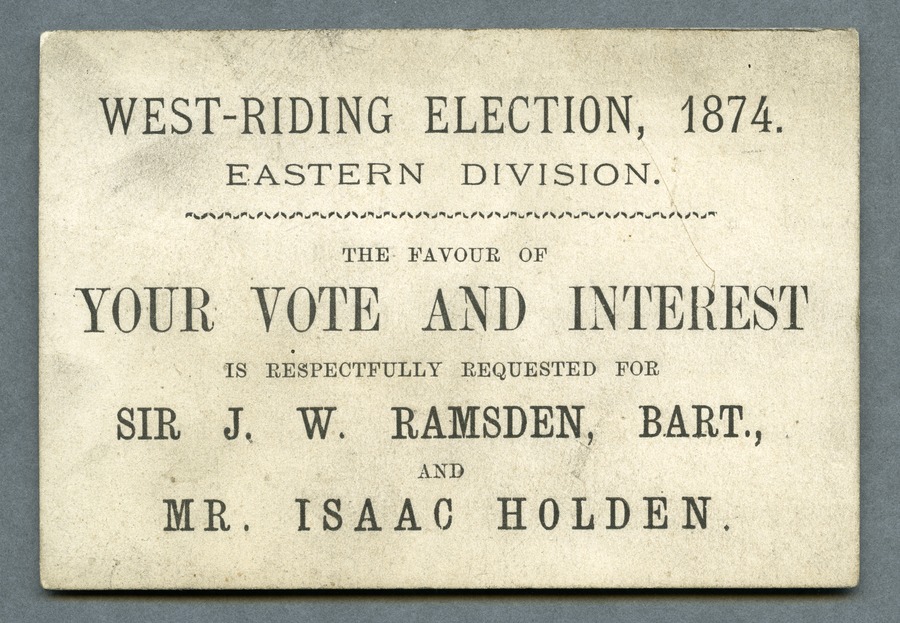 WEST-RIDING ELECTION, 1874.
EASTERN DIVISION.
THE FAVOUR OF
YOUR VOTE AND INTEREST
IS RESPECTFULLY REQUESTED FOR
SIR J. W. RAMSDEN, BART.,
AND
MR. ISAAC HOLDEN.